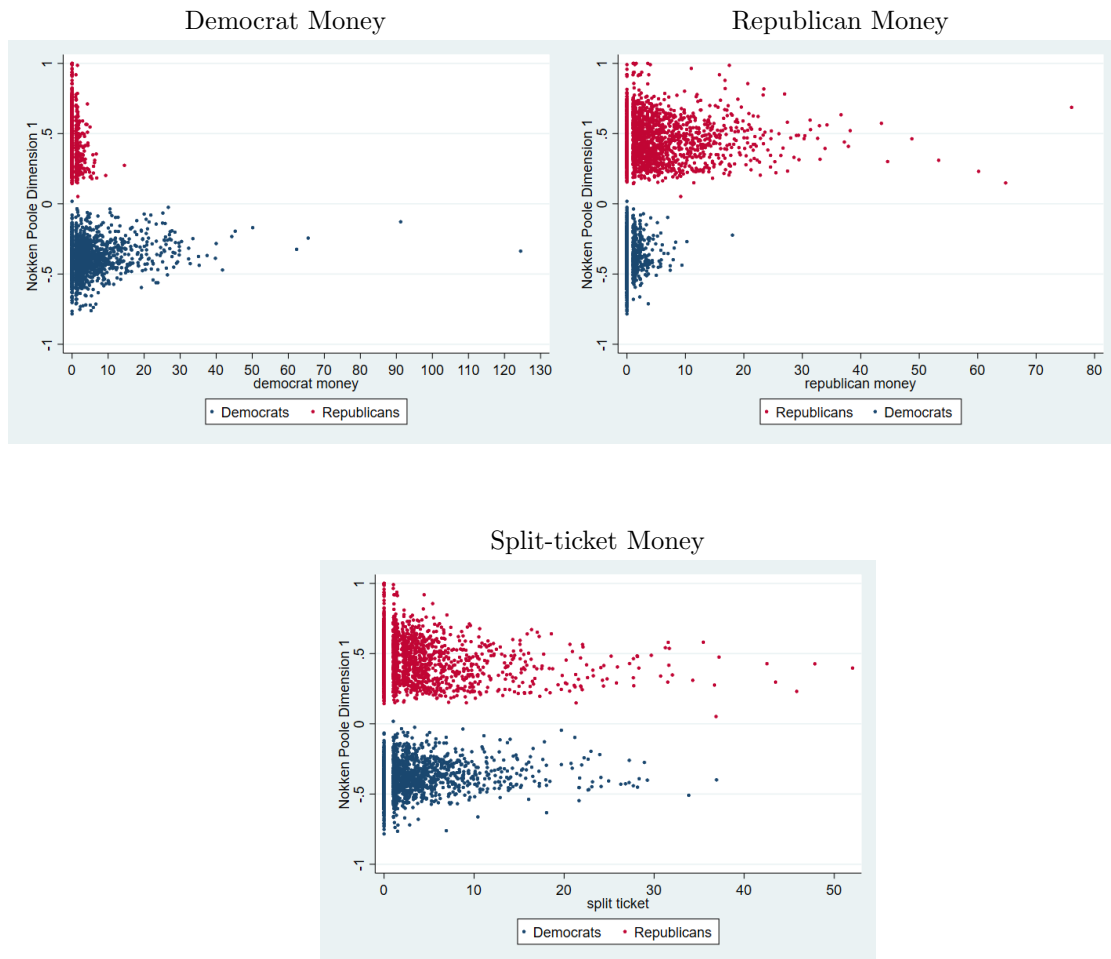 Democrat Money
Republican Money
Nokken Poole Dimension 1
1
.5
0
-.5
-1
0 10 20 30 40 50 60 70 80 90 100 110 120 130
democrat money
Democrats Republicans
Nokken Poole Dimension 1
1
.5
0
-.5
-1
0 10 20 30 40 50 60 70 80
republican money
Republicans Democrats
Split-ticket Money
Nokken Poole Dimension 1
1
.5
0
-.5
-1
0 10 20 30 40 50
split ticket
Democrats Republicans